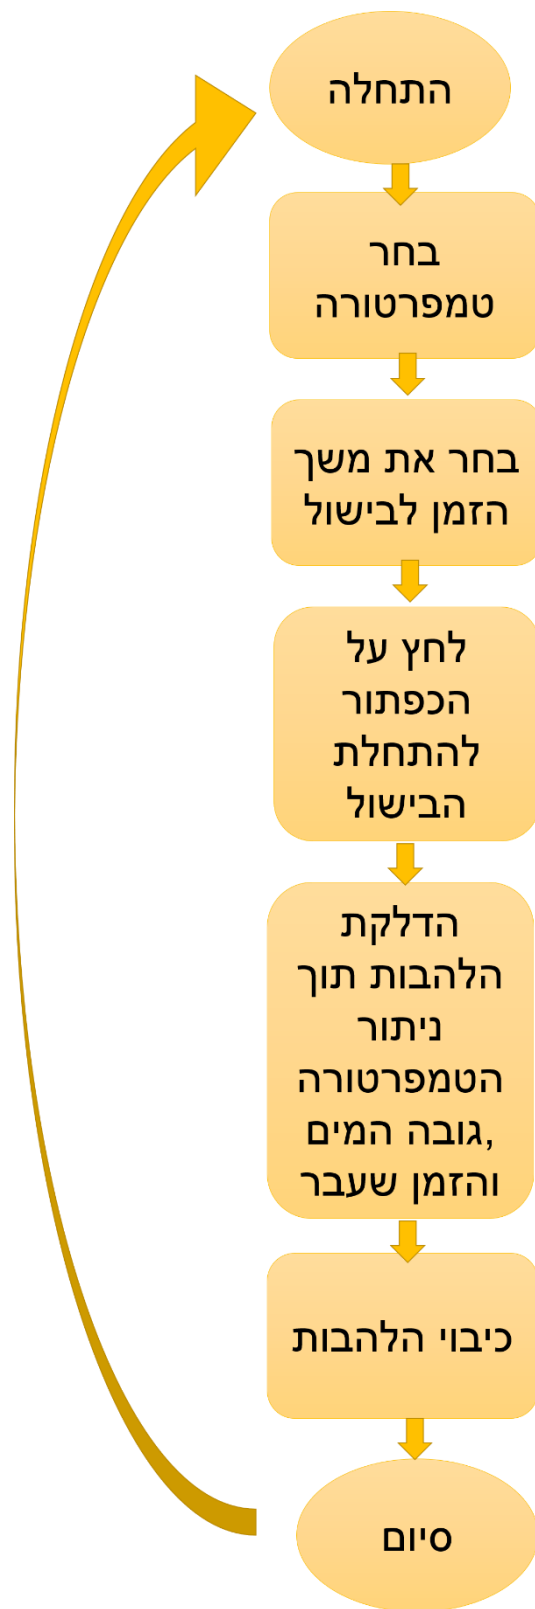 התחלה
בחר
טמפרטורה
בחר את משך
הזמן לבישול
לחץ על
הכפתור
להתחלת
הבישול
הדלקת
הלהבות תוך
ניתור
הטמפרטורה
,גובה המים
והזמן שעבר
כיבוי הלהבות
סיום